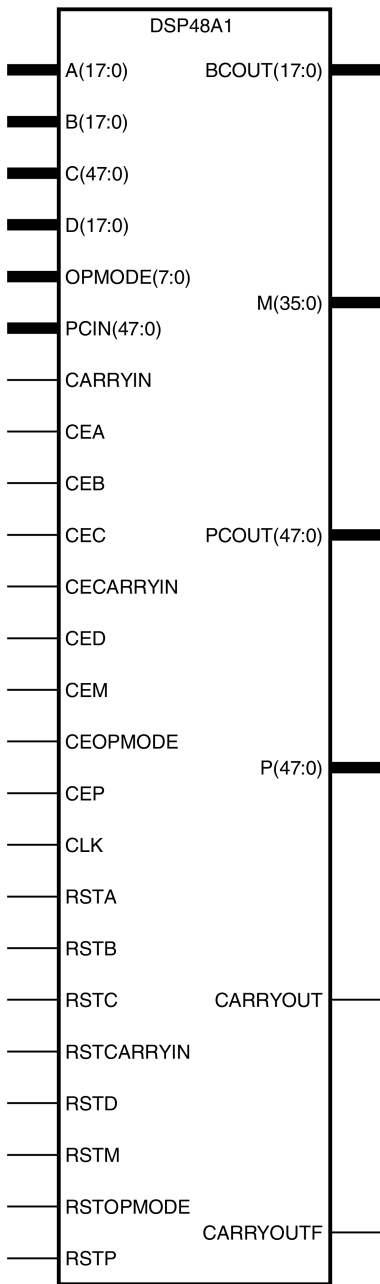 DSP48A1
A(17:0)
BCOUT(17:0)
B(17:0)
C(47:0)
D(17:0)
OPMODE(7:0)
M(35:0)
PCIN(47:0)
CARRYIN
CEA
CEB
CEC
PCOUT(47:0)
CECARRYIN
CED
CEM
CEOPMODE
P(47:0)
CEP
CLK
RSTA
RSTB
RSTC
CARRYOUT
RSTCARRYIN
RSTD
RSTM
RSTOPMODE
CARRYOUTF
RSTP